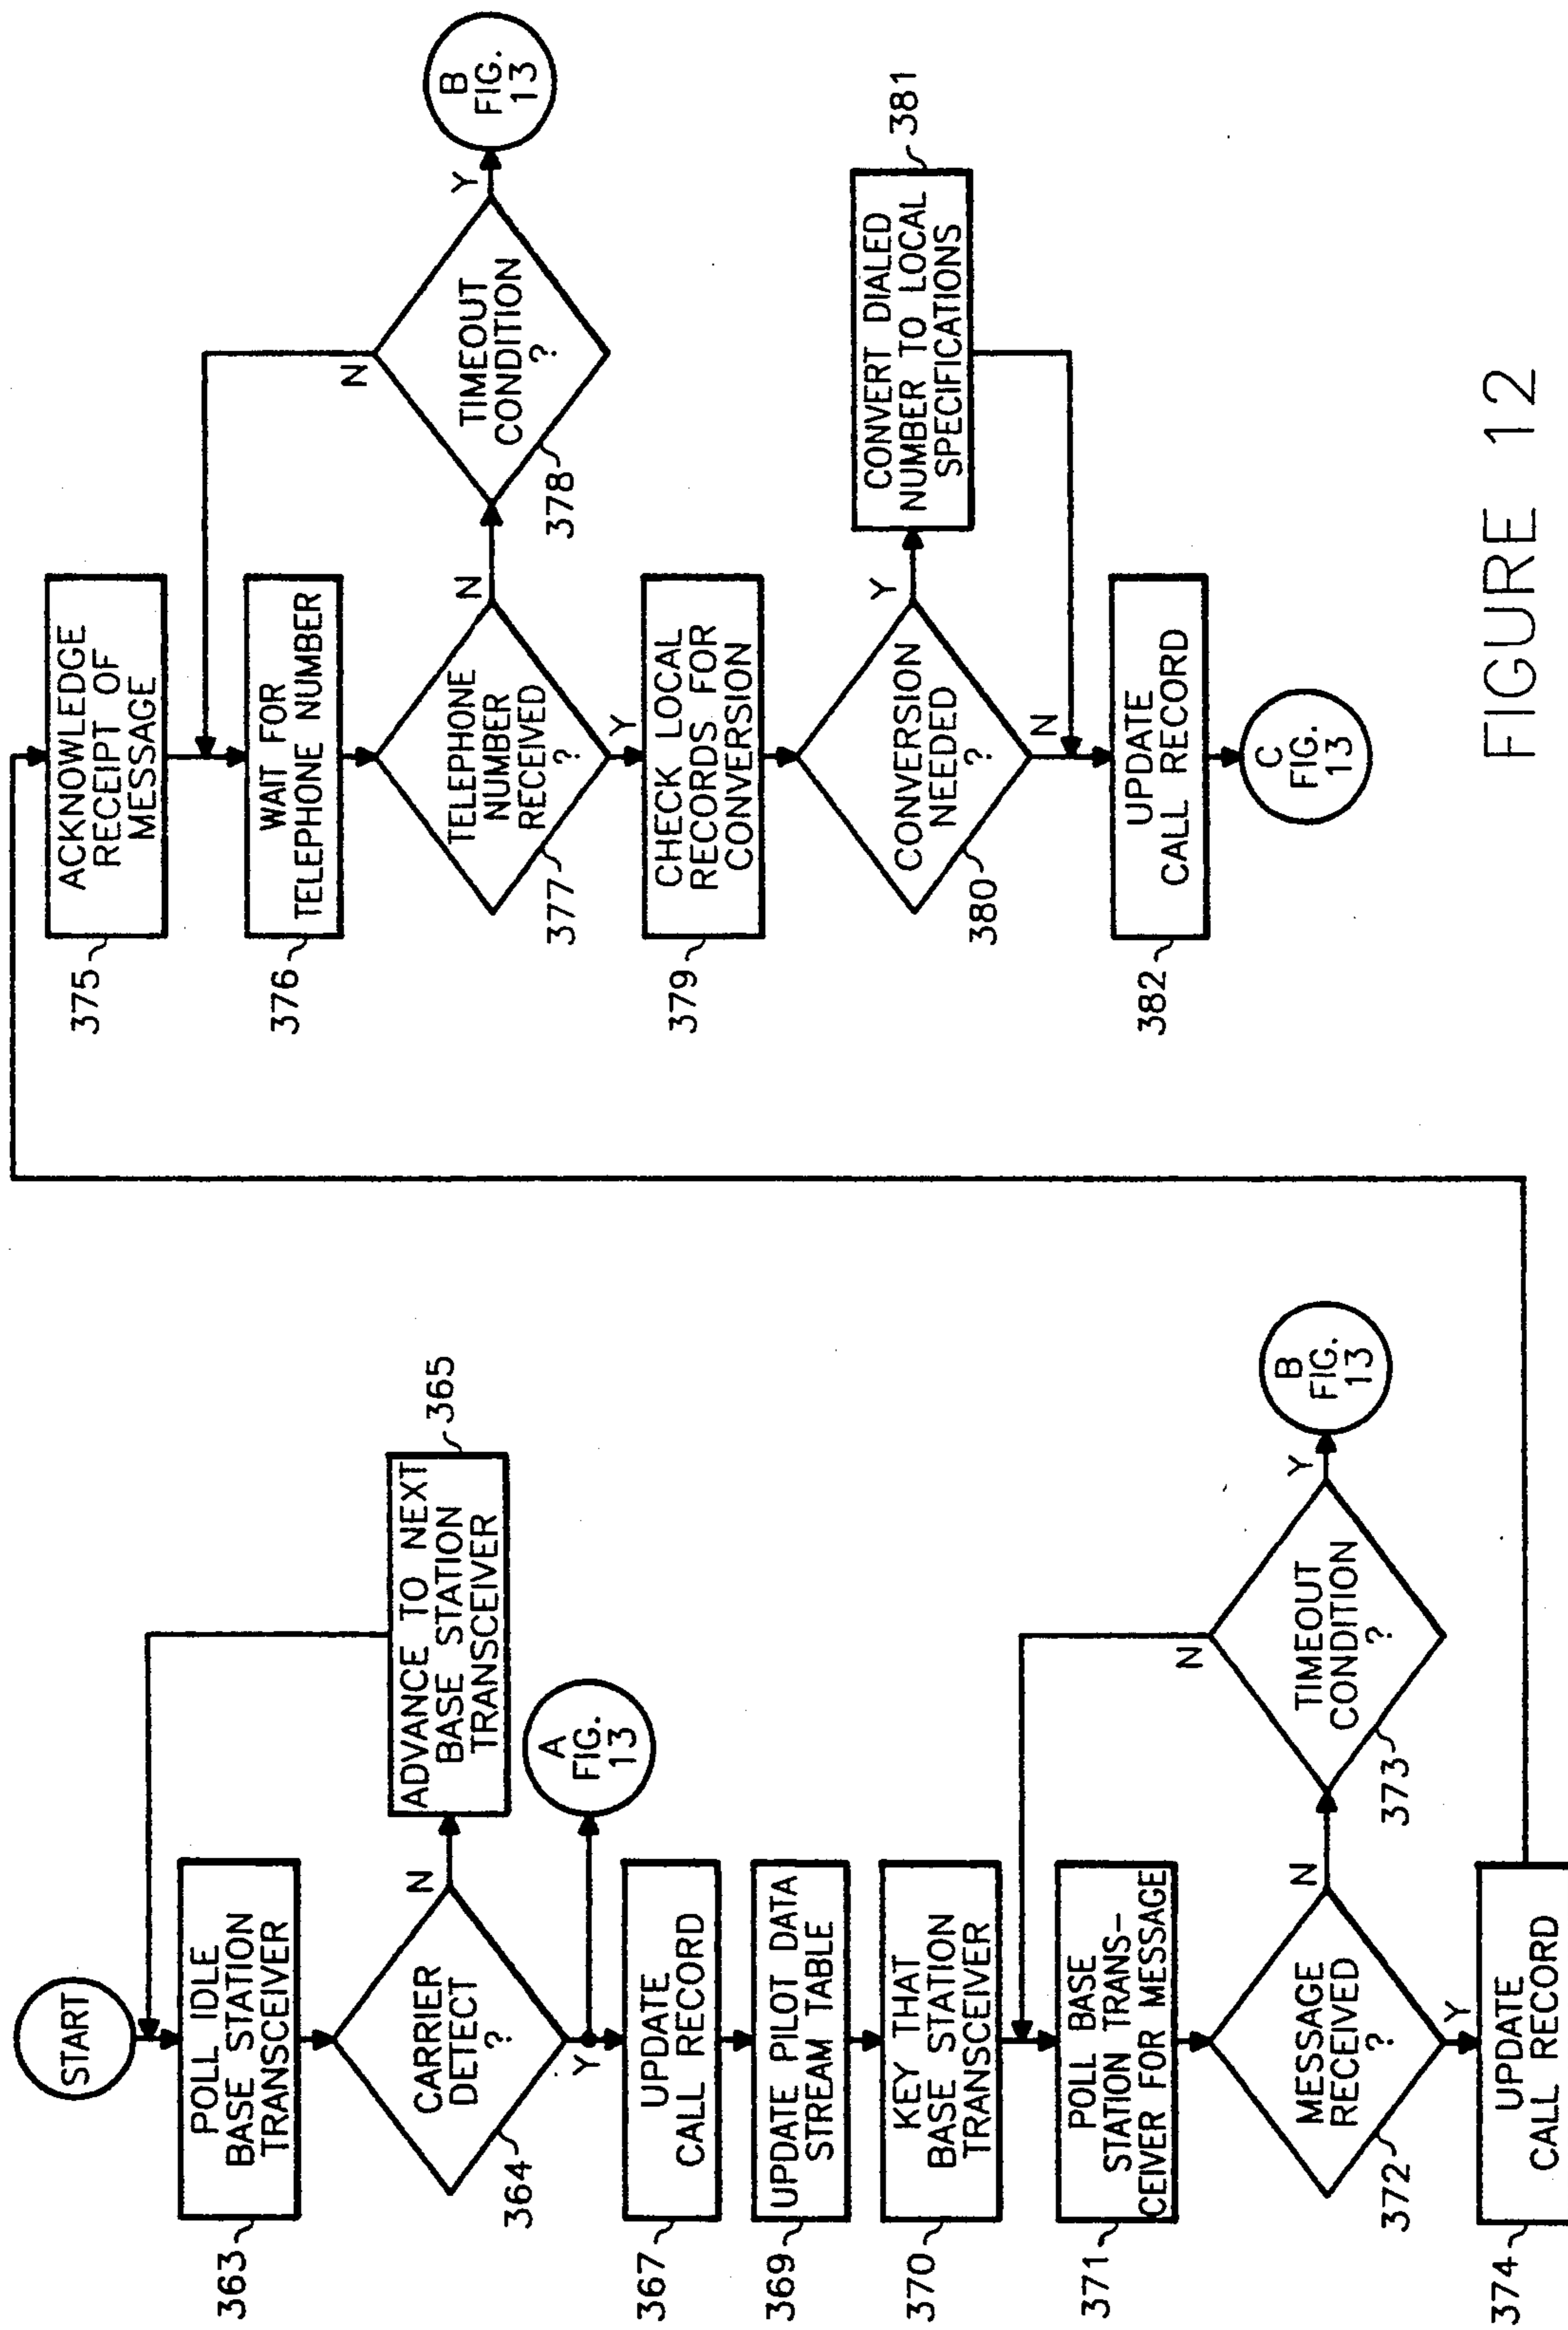 START
363
POLL IDLE
BASE STATION
TRANSCEIVER
364
CARRIER
DETECT
?
N
Y
ADVANCE TO NEXT
BASE STATION
TRANSCEIVER
365
A
FIG.
13
367
UPDATE
CALL RECORD
369
UPDATE PILOT DATA
STREAM TABLE
370
KEY THAT
BASE STATION
TRANSCEIVER
371
POLL BASE
STATION TRANS-
CEIVER FOR MESSAGE
372
MESSAGE
RECEIVED
?
N
Y
373
TIMEOUT
CONDITION
?
N
Y
B
FIG.
13
374
UPDATE
CALL RECORD
375
ACKNOWLEDGE
RECEIPT OF
MESSAGE
376
WAIT FOR
TELEPHONE NUMBER
377
TELEPHONE
NUMBER
RECEIVED
?
N
Y
378
TIMEOUT
CONDITION
?
N
Y
B
FIG.
13
379
CHECK LOCAL
RECORDS FOR
CONVERSION
380
CONVERSION
NEEDED
?
Y
N
CONVERT DIALED
NUMBER TO LOCAL
SPECIFICATIONS
381
382
UPDATE
CALL RECORD
C
FIG.
13
FIGURE 12